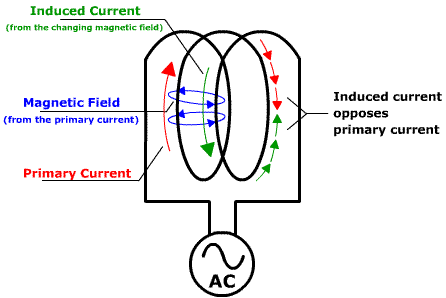 Induced Current
(from the changing magnetic field)
Magnetic Field
(from the primary current)
Primary Current
Induced current
opposes
primary current
AC